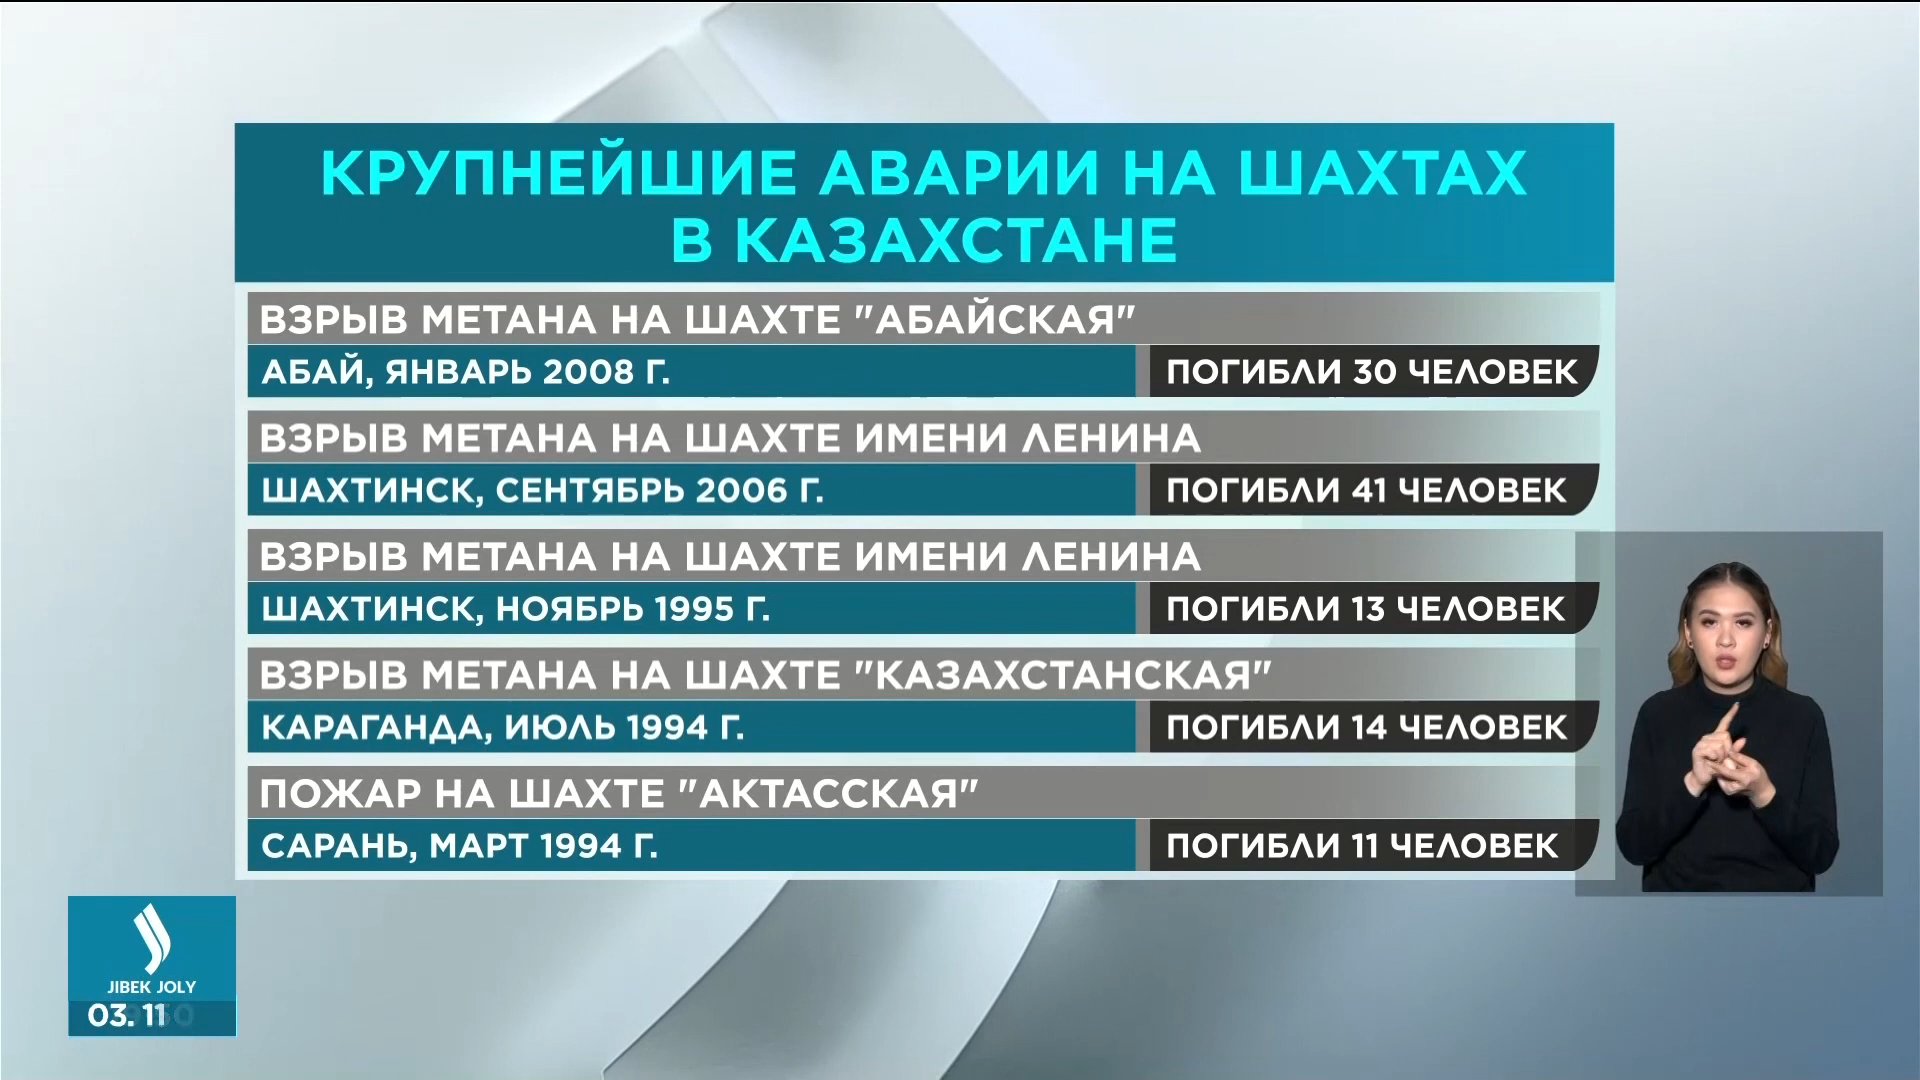 КРУПНЕЙШИЕ АВАРИИ НА ШАХТАХ
В КАЗАХСТАНЕ
ВЗРЫВ МЕТАНА НА ШАХТЕ "АБАЙСКАЯ"
АБАЙ, ЯНВАРЬ 2008 Г.
ПОГИБЛИ 30 ЧЕЛОВЕК
ВЗРЫВ МЕТАНА НА ШАХТЕ ИМЕНИ ЛЕНИНА
ШАХТИНСК, СЕНТЯБРЬ 2006 Г.
ПОГИБЛИ 41 ЧЕЛОВЕК
ВЗРЫВ МЕТАНА НА ШАХТЕ ИМЕНИ ЛЕНИНА
ШАХТИНСК, НОЯБРЬ 1995 Г.
ПОГИБЛИ 13 ЧЕЛОВЕК
ВЗРЫВ МЕТАНА НА ШАХТЕ "КАЗАХСТАНСКАЯ"
КАРАГАНДА, ИЮЛЬ 1994 Г.
ПОГИБЛИ 14 ЧЕЛОВЕК
ПОЖАР НА ШАХТЕ "АКТАССКАЯ"
САРАНЬ, МАРТ 1994 Г.
ПОГИБЛИ 11 ЧЕЛОВЕК
JIBEK JOLY
03. 11